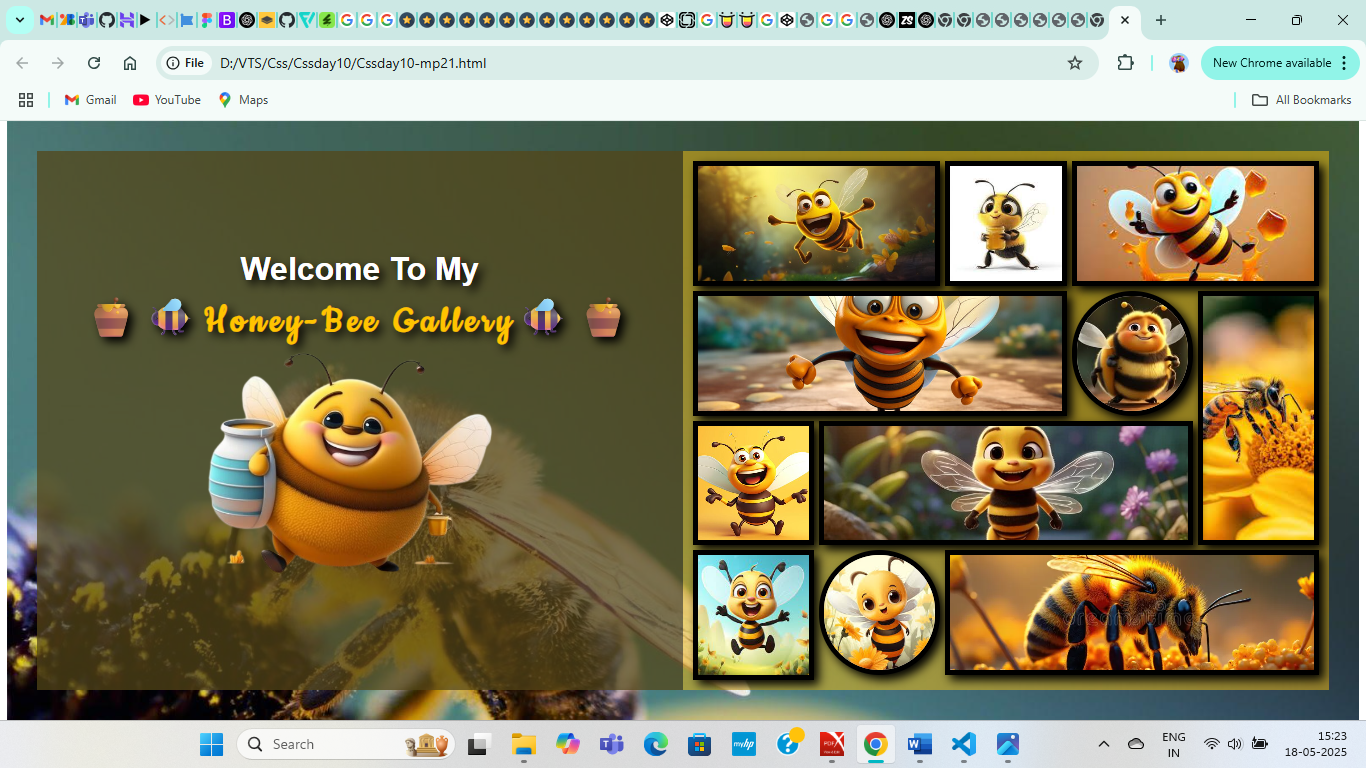 File
D:/VTS/Css/Cssday10/Cssday10-mp21.html
New Chrome available
Gmail
YouTube
Maps
All Bookmarks
Welcome To My
Honey-Bee Gallery
Search
ENG
IN
15:23
18-05-2025